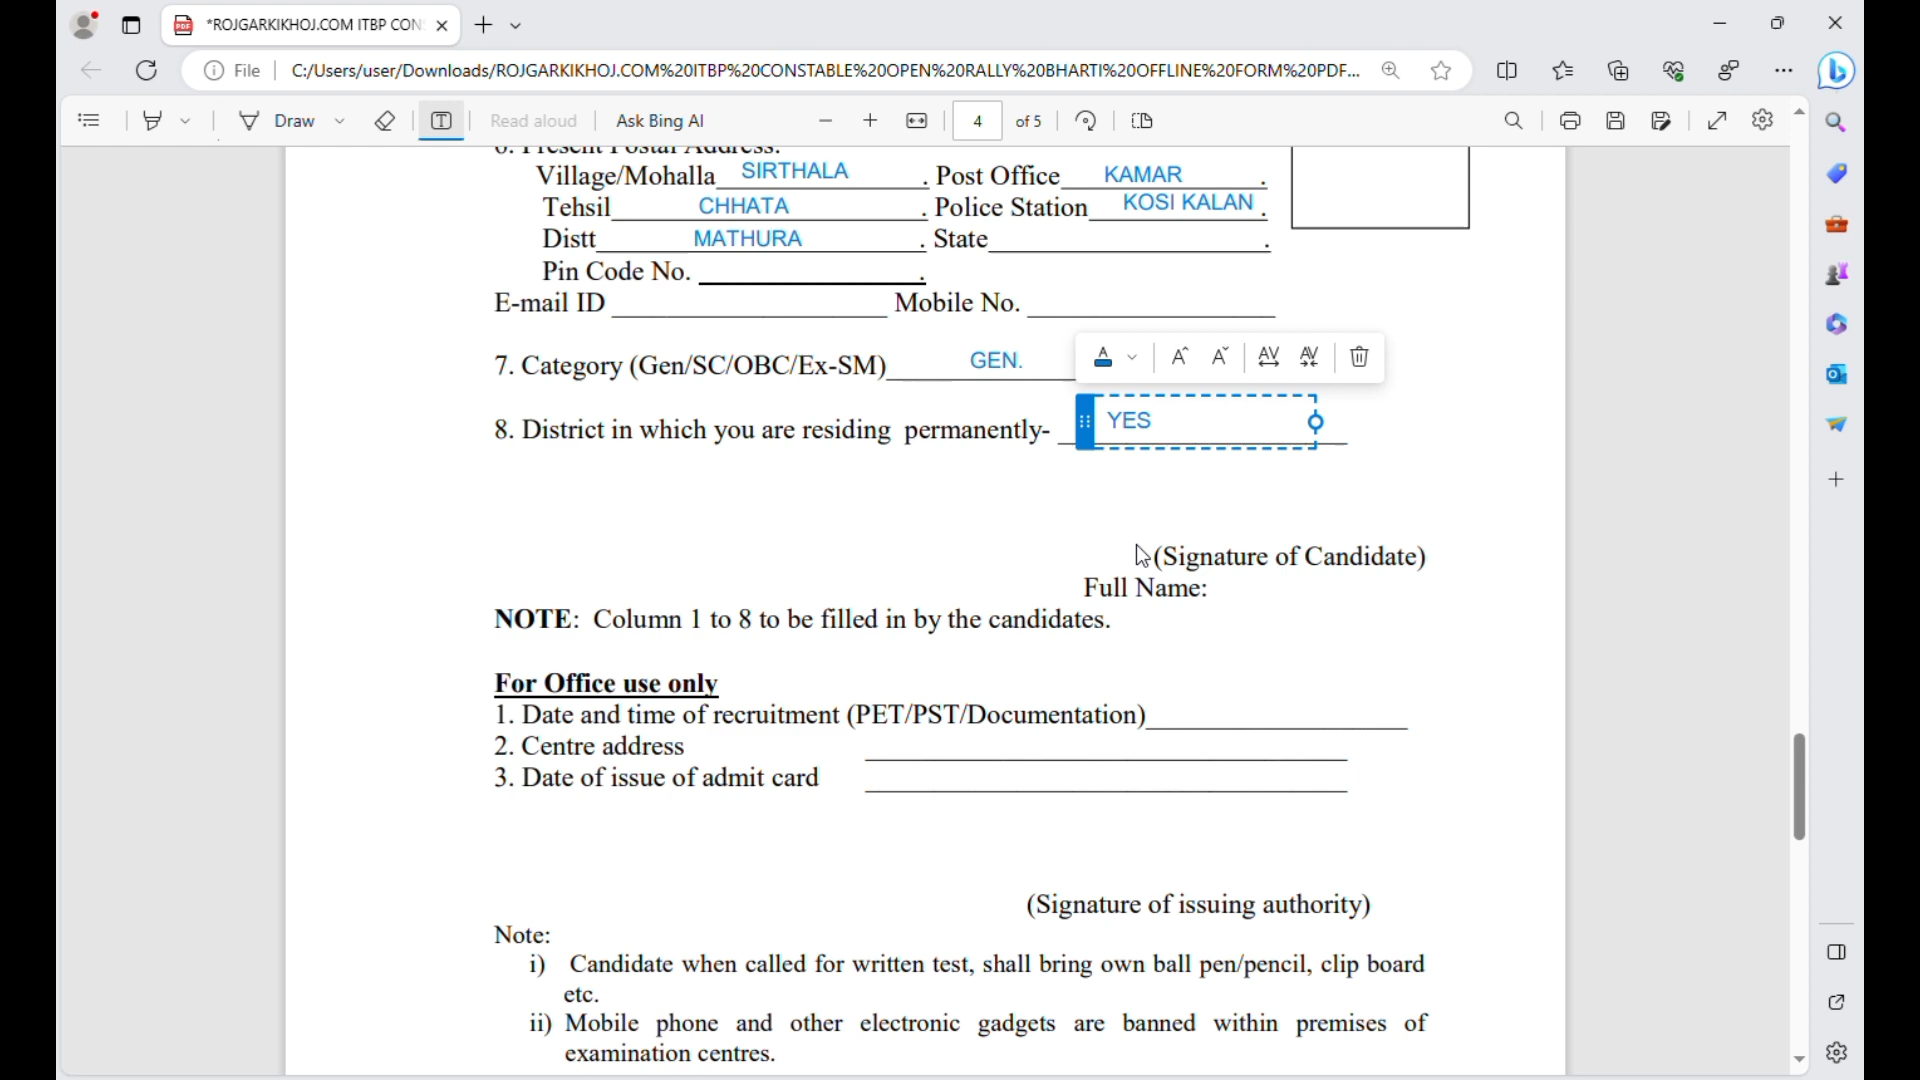 *ROJGARKIKHOJ.COM ITBP CON
File
C:/Users/user/Downloads/ROJGARKIKHOJ.COM%20ITBP%20CONSTABLE%20OPEN%20RALLY%20BHARTI%20OFFLINE%20FORM%20PDF...
Draw
Read aloud
Ask Bing AI
4 of 5
6. Present Postal Address:
Village/Mohalla SIRTHALA . Post Office KAMAR .
Tehsil CHHATA . Police Station KOSI KALAN .
Distt MATHURA . State .
Pin Code No. .
E-mail ID Mobile No.
7. Category (Gen/SC/OBC/Ex-SM) GEN.
8. District in which you are residing permanently- YES
(Signature of Candidate)
Full Name:
NOTE: Column 1 to 8 to be filled in by the candidates.
For Office use only
1. Date and time of recruitment (PET/PST/Documentation)
2. Centre address
3. Date of issue of admit card
(Signature of issuing authority)
Note:
i) Candidate when called for written test, shall bring own ball pen/pencil, clip board
etc.
ii) Mobile phone and other electronic gadgets are banned within premises of
examination centres.